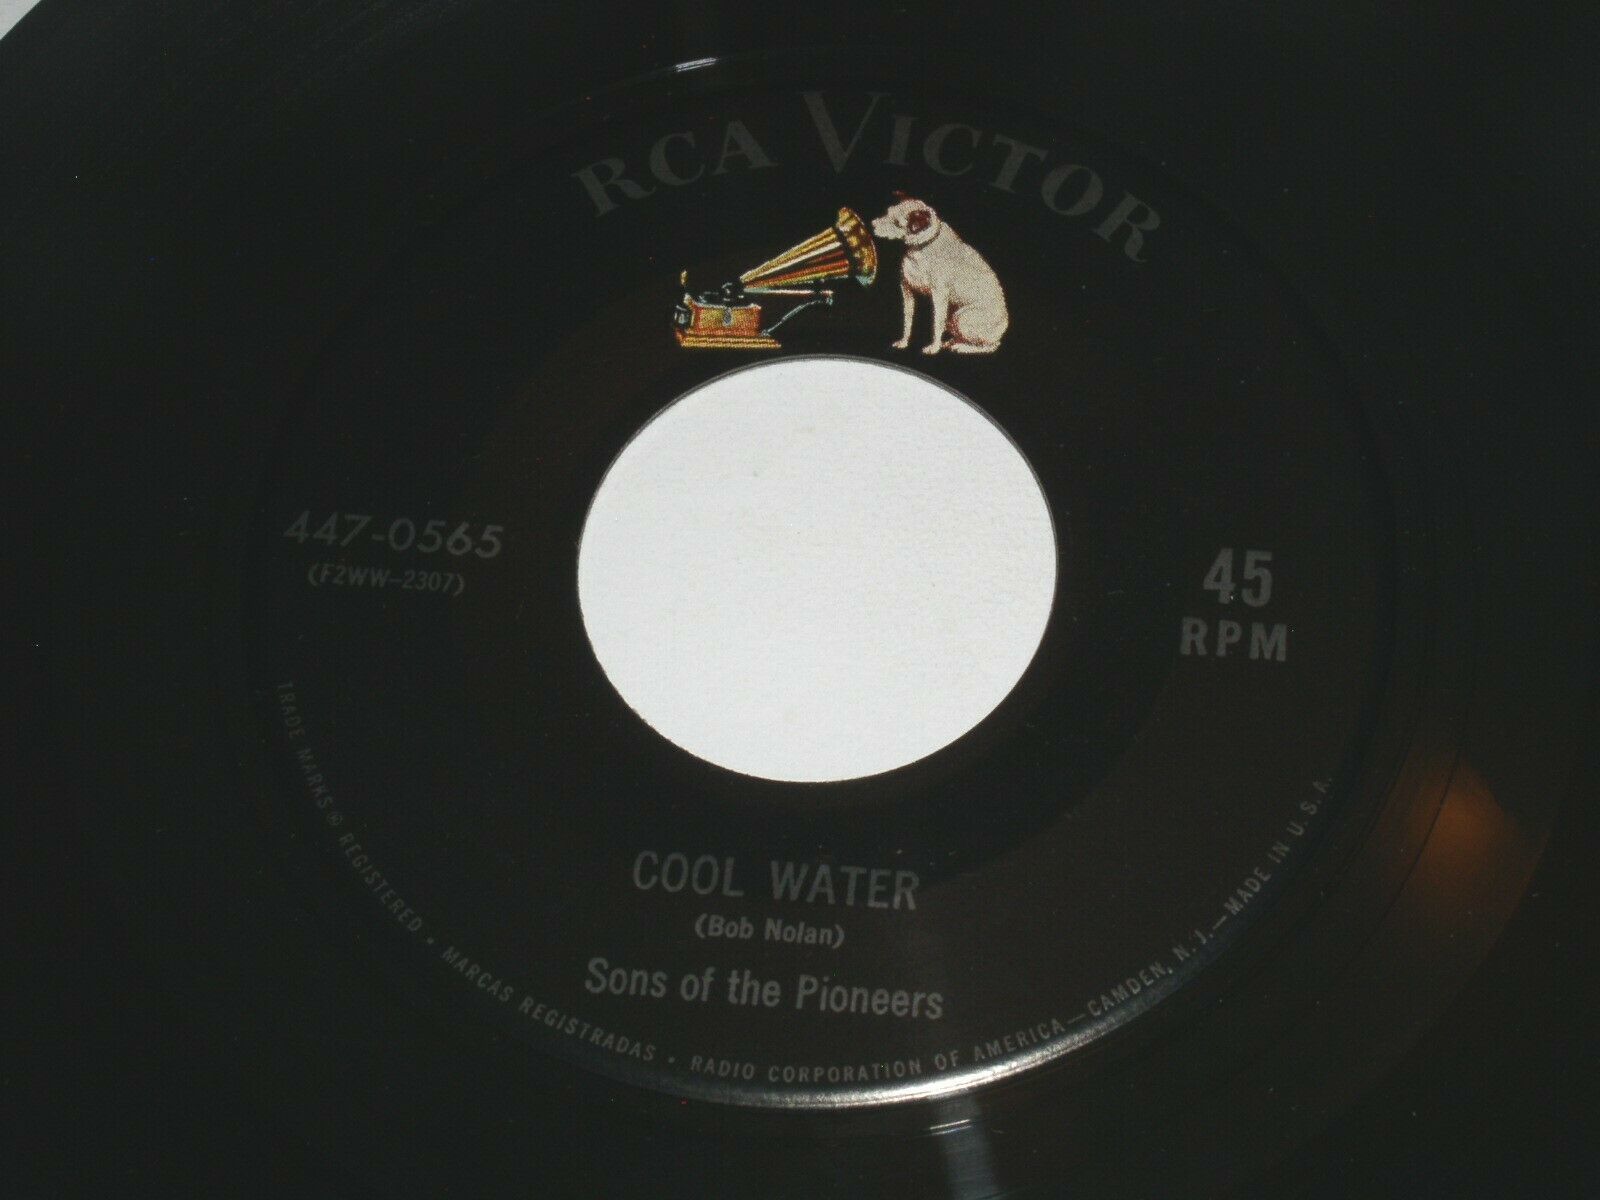 RCA VICTOR
447-0565
(F2WW-2307)
45
RPM
COOL WATER
(Bob Nolan)
Sons of the Pioneers
TRADE MARKS ® REGISTERED • MARCAS REGISTRADAS • RADIO CORPORATION OF AMERICA—CAMDEN, N. J.—MADE IN U. S. A.